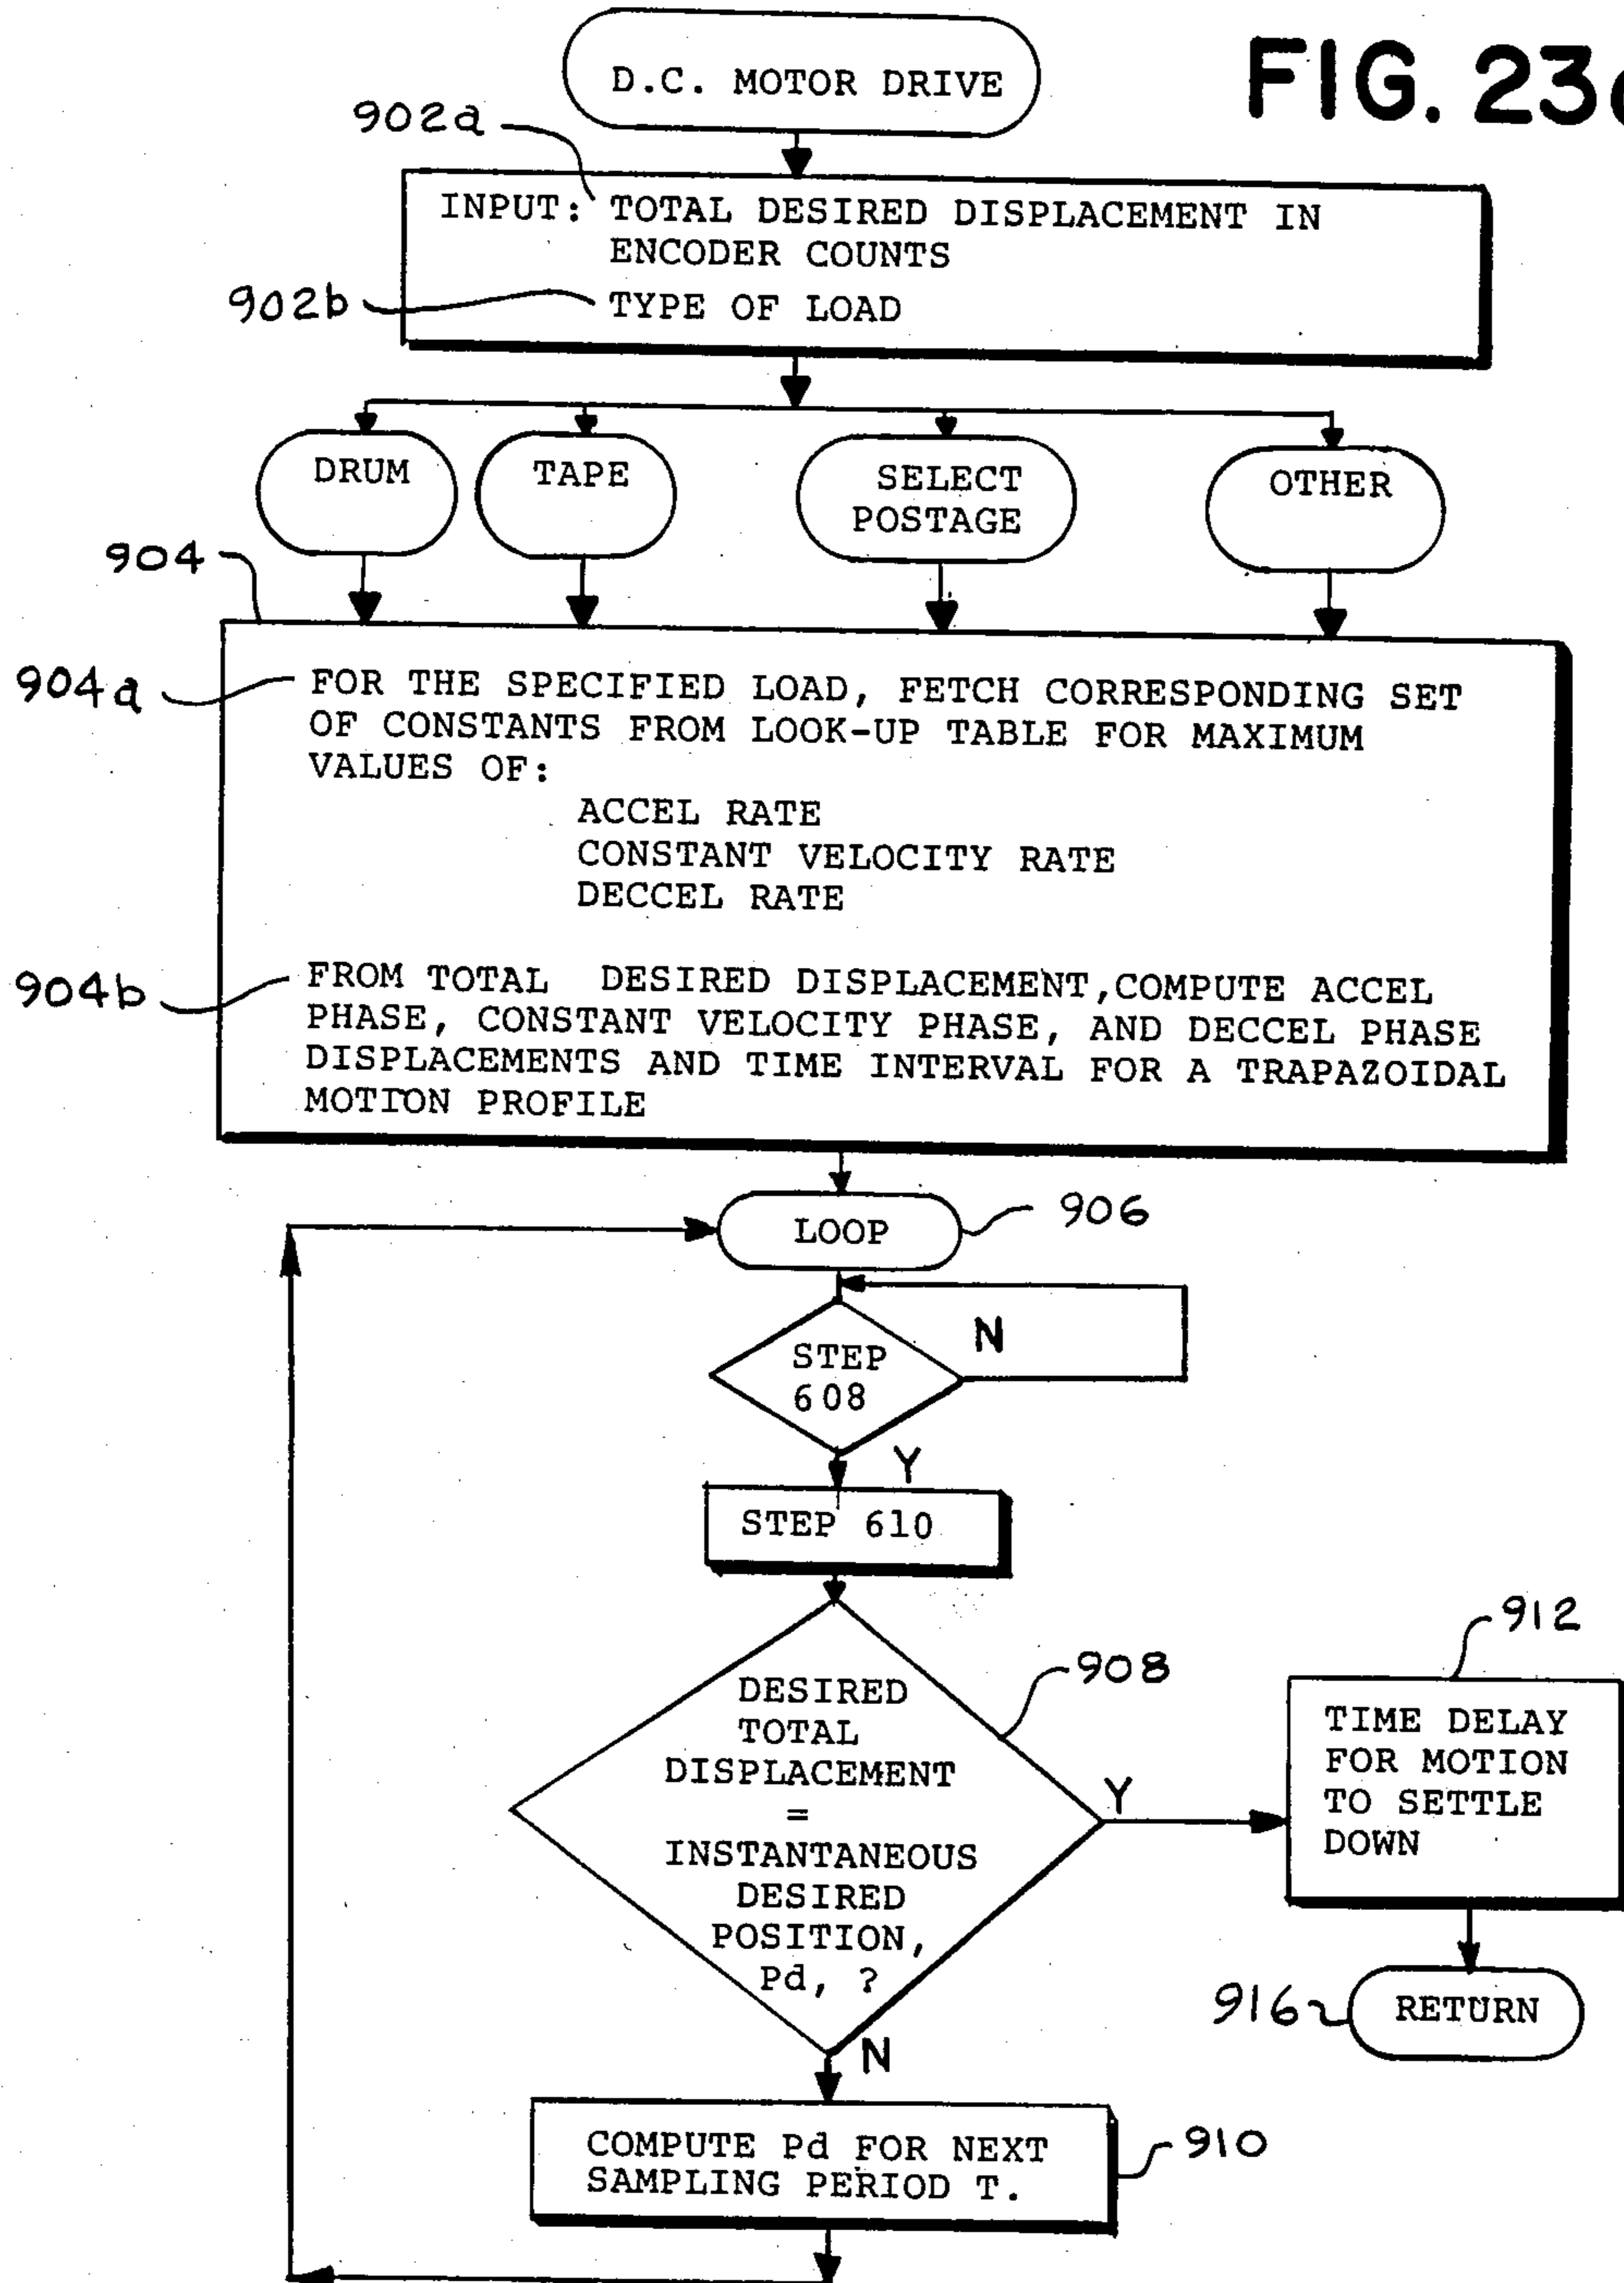 FIG. 23
D.C. MOTOR DRIVE
902a
INPUT: TOTAL DESIRED DISPLACEMENT IN
ENCODER COUNTS
902b
TYPE OF LOAD
DRUM
TAPE
SELECT
POSTAGE
OTHER
904
904a
FOR THE SPECIFIED LOAD, FETCH CORRESPONDING SET
OF CONSTANTS FROM LOOK-UP TABLE FOR MAXIMUM
VALUES OF:
ACCEL RATE
CONSTANT VELOCITY RATE
DECCEL RATE
904b
FROM TOTAL DESIRED DISPLACEMENT, COMPUTE ACCEL
PHASE, CONSTANT VELOCITY PHASE, AND DECCEL PHASE
DISPLACEMENTS AND TIME INTERVAL FOR A TRAPAZOIDAL
MOTION PROFILE
LOOP
906
STEP
608
N
Y
STEP 610
DESIRED
TOTAL
DISPLACEMENT
=
INSTANTANEOUS
DESIRED
POSITION,
Pd, ?
908
Y
912
TIME DELAY
FOR MOTION
TO SETTLE
DOWN
916
RETURN
N
COMPUTE Pd FOR NEXT
SAMPLING PERIOD T.
910